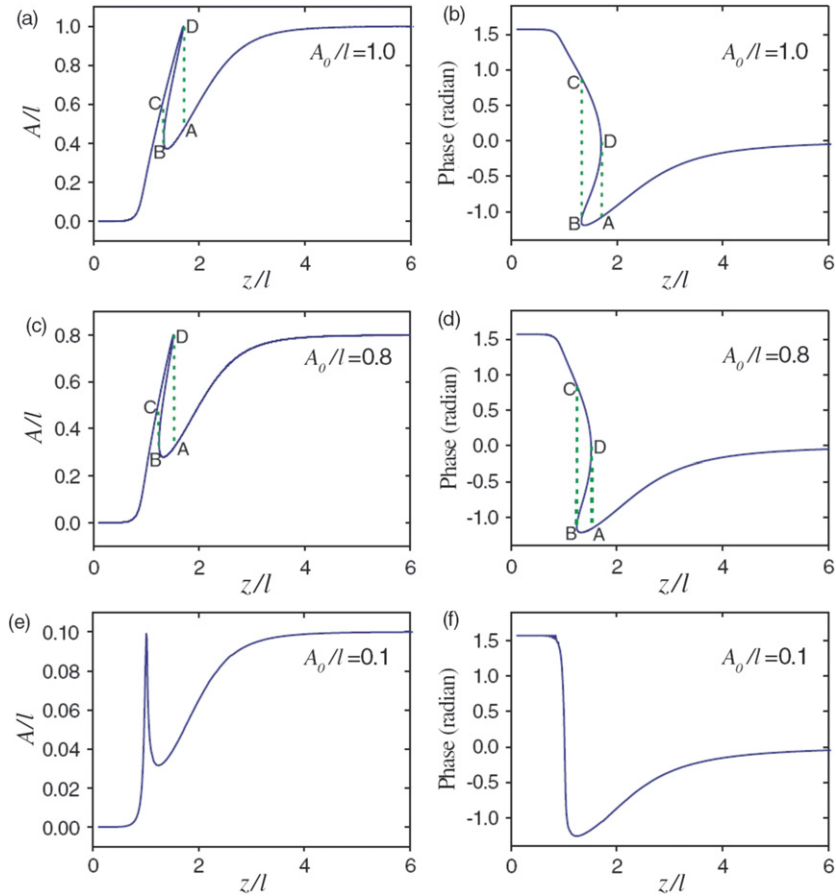 (a)
1.0
0.8
0.6
0.4
0.2
0.0
A/l
D
C
B
A
A₀/l=1.0
0 2 4 6
z/l
(b)
1.5
1.0
0.5
0.0
-0.5
-1.0
Phase (radian)
C
D
B
A
A₀/l=1.0
0 2 4 6
z/l
(c)
0.8
0.6
0.4
0.2
0.0
A/l
D
C
B
A
A₀/l=0.8
0 2 4 6
z/l
(d)
1.5
1.0
0.5
0.0
-0.5
-1.0
Phase (radian)
C
D
B
A
A₀/l=0.8
0 2 4 6
z/l
(e)
0.10
0.08
0.06
0.04
0.02
0.00
A/l
A₀/l=0.1
0 2 4 6
z/l
(f)
1.5
1.0
0.5
0.0
-0.5
-1.0
Phase (radian)
A₀/l=0.1
0 2 4 6
z/l